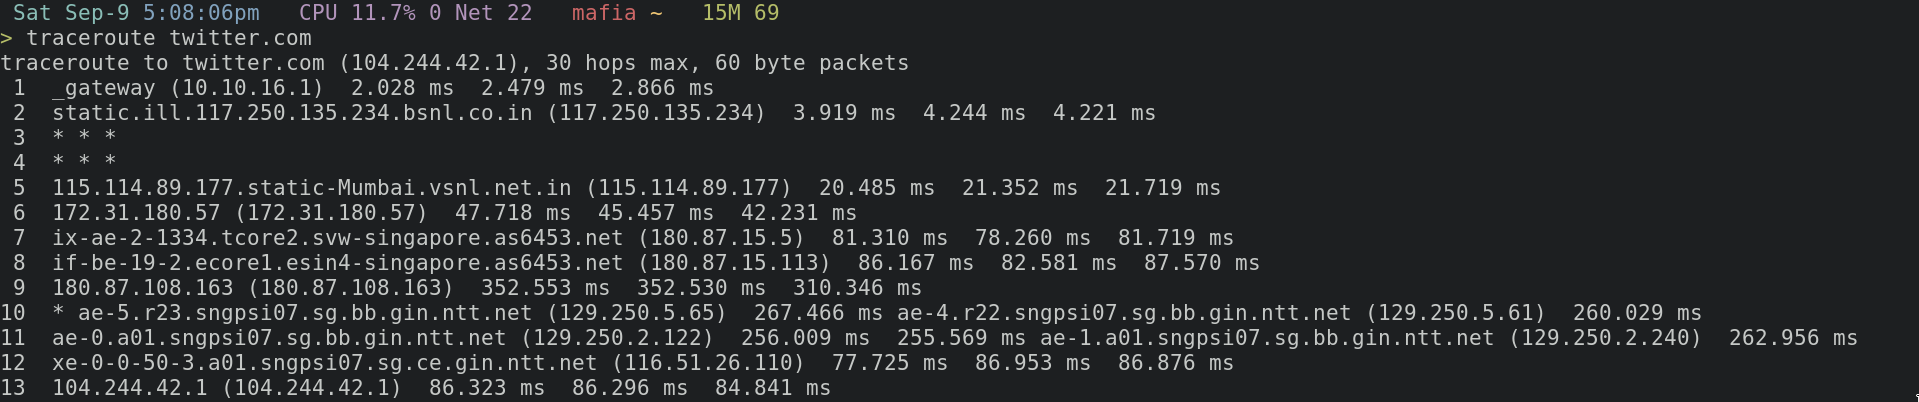 Sat Sep-9 5:08:06pm   CPU 11.7% 0 Net 22   mafia ~   15M 69
> traceroute twitter.com
traceroute to twitter.com (104.244.42.1), 30 hops max, 60 byte packets
 1  _gateway (10.10.16.1)  2.028 ms  2.479 ms  2.866 ms
 2  static.ill.117.250.135.234.bsnl.co.in (117.250.135.234)  3.919 ms  4.244 ms  4.221 ms
 3  * * *
 4  * * *
 5  115.114.89.177.static-Mumbai.vsnl.net.in (115.114.89.177)  20.485 ms  21.352 ms  21.719 ms
 6  172.31.180.57 (172.31.180.57)  47.718 ms  45.457 ms  42.231 ms
 7  ix-ae-2-1334.tcore2.svw-singapore.as6453.net (180.87.15.5)  81.310 ms  78.260 ms  81.719 ms
 8  if-be-19-2.ecore1.esin4-singapore.as6453.net (180.87.15.113)  86.167 ms  82.581 ms  87.570 ms
 9  180.87.108.163 (180.87.108.163)  352.553 ms  352.530 ms  310.346 ms
10  * ae-5.r23.sngpsi07.sg.bb.gin.ntt.net (129.250.5.65)  267.466 ms ae-4.r22.sngpsi07.sg.bb.gin.ntt.net (129.250.5.61)  260.029 ms
11  ae-0.a01.sngpsi07.sg.bb.gin.ntt.net (129.250.2.122)  256.009 ms  255.569 ms ae-1.a01.sngpsi07.sg.bb.gin.ntt.net (129.250.2.240)  262.956 ms
12  xe-0-0-50-3.a01.sngpsi07.sg.ce.gin.ntt.net (116.51.26.110)  77.725 ms  86.953 ms  86.876 ms
13  104.244.42.1 (104.244.42.1)  86.323 ms  86.296 ms  84.841 ms